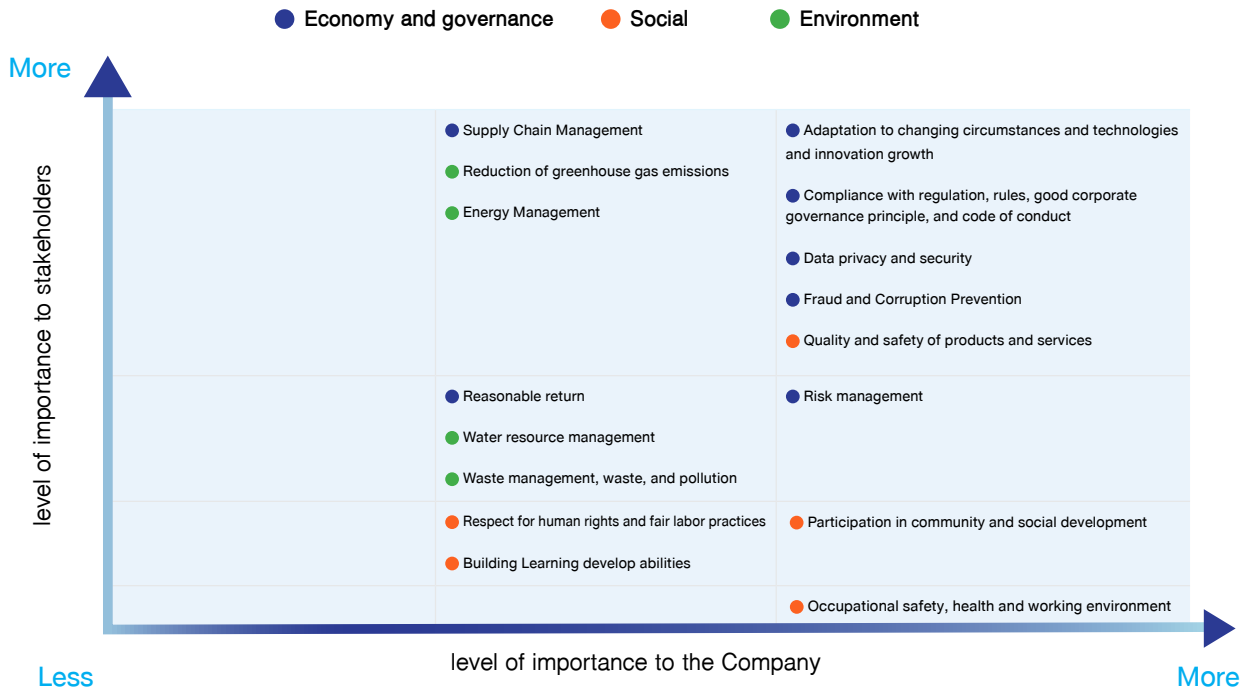 Economy and governance
Social
Environment
More
level of importance to stakeholders
Supply Chain Management
Reduction of greenhouse gas emissions
Energy Management
Adaptation to changing circumstances and technologies
and innovation growth
Compliance with regulation, rules, good corporate
governance principle, and code of conduct
Data privacy and security
Fraud and Corruption Prevention
Quality and safety of products and services
Reasonable return
Water resource management
Waste management, waste, and pollution
Risk management
Respect for human rights and fair labor practices
Building Learning develop abilities
Participation in community and social development
Occupational safety, health and working environment
level of importance to the Company
Less
More